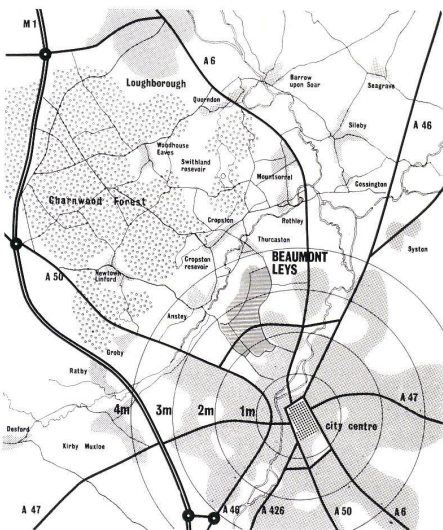 M 1
Loughborough
A 6
Barrow
upon Soar
Seagrave
Quorndon
A 46
Sileby
Woodhouse
Eaves
Swithland
resevoir
Mountsorrel
Cossington
Charnwood Forest
Cropston
Rothley
Thurcaston
Syston
BEAUMONT
LEYS
Cropston
resevoir
A 50
Newtown
Linford
Anstey
Groby
Ratby
4m
3m
2m
1m
A 47
city centre
Desford
Kirby Muxloe
A 47
A 46
A 426
A 50
A 6